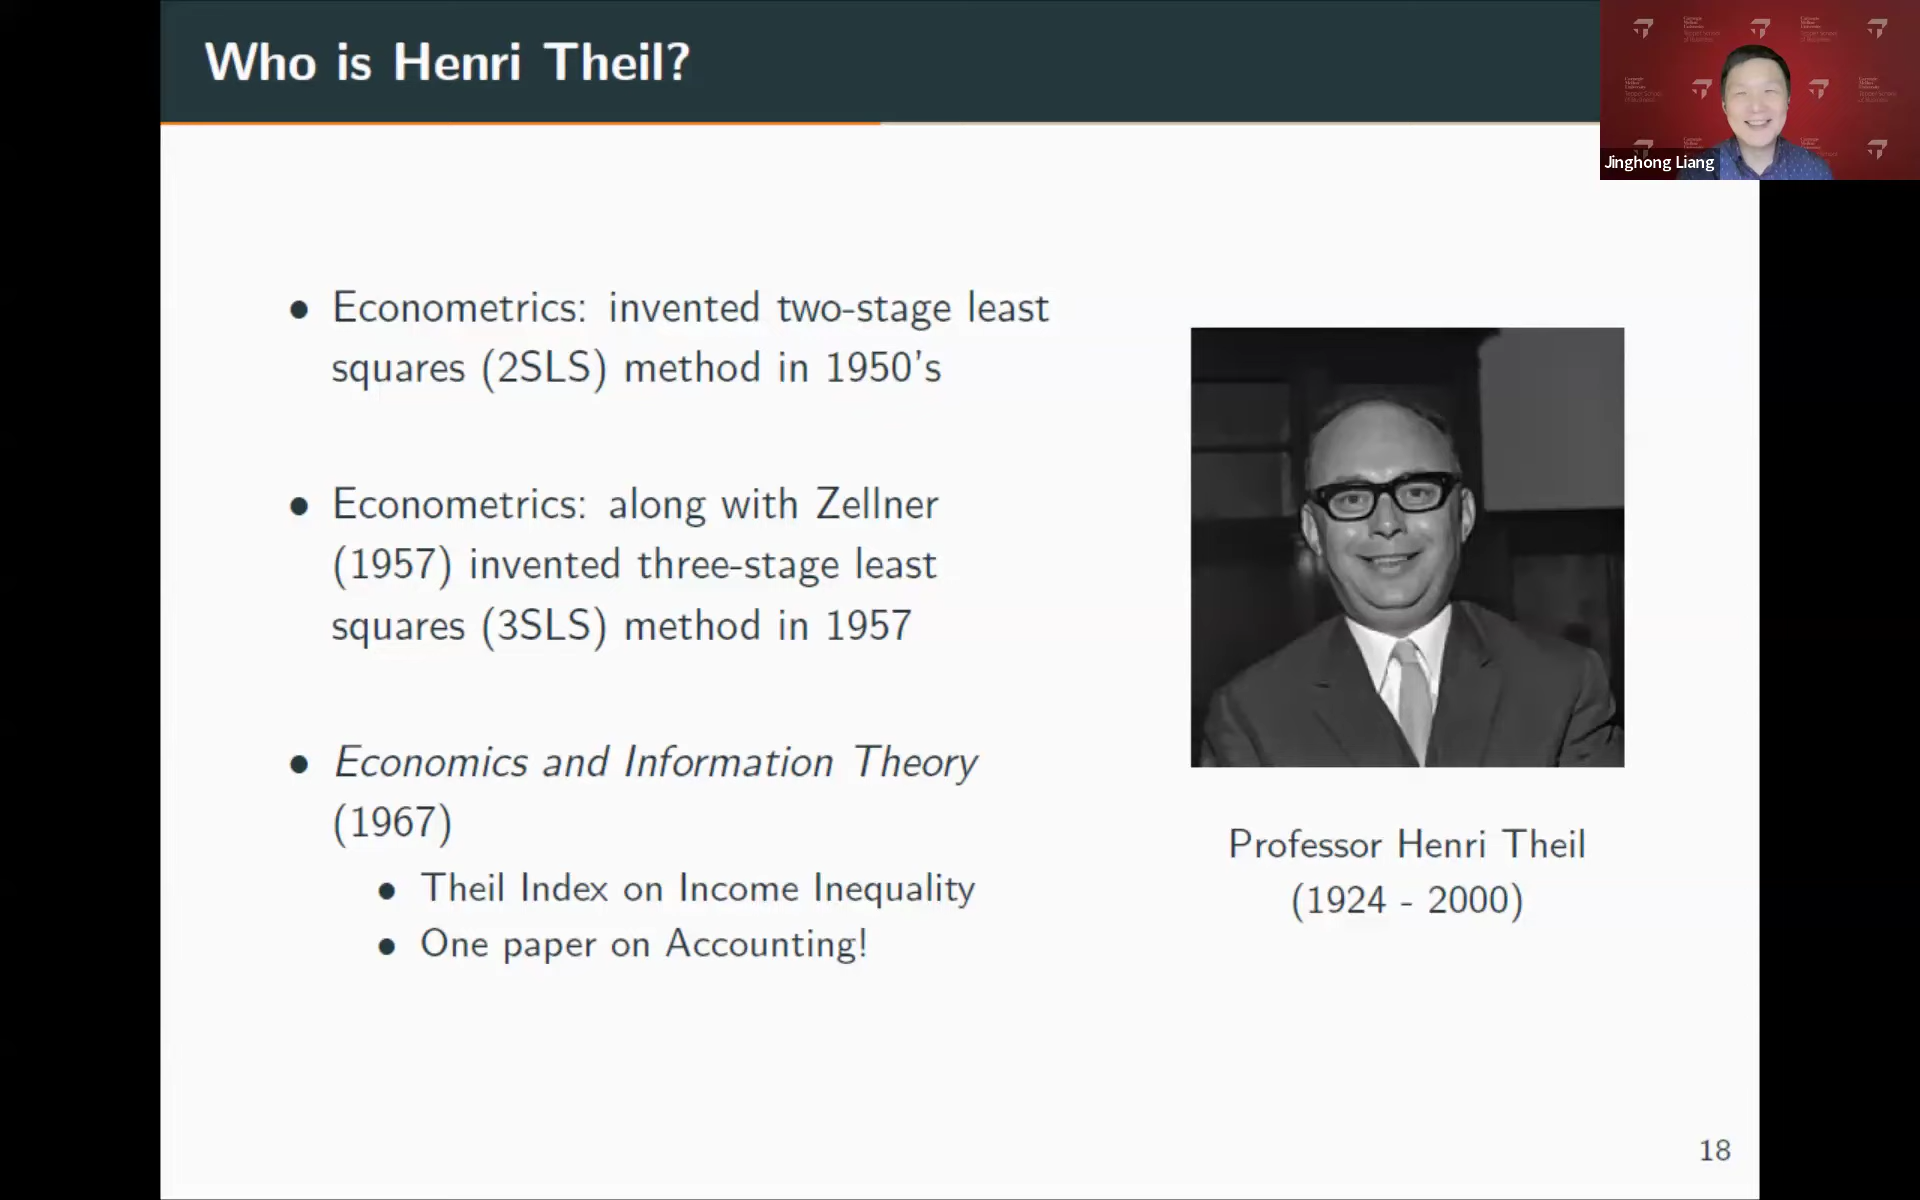 Who is Henri Theil?
Jinghong Liang
• Econometrics: invented two-stage least
squares (2SLS) method in 1950's
• Econometrics: along with Zellner
(1957) invented three-stage least
squares (3SLS) method in 1957
• Economics and Information Theory
(1967)
• Theil Index on Income Inequality
• One paper on Accounting!
Professor Henri Theil
(1924 - 2000)
18